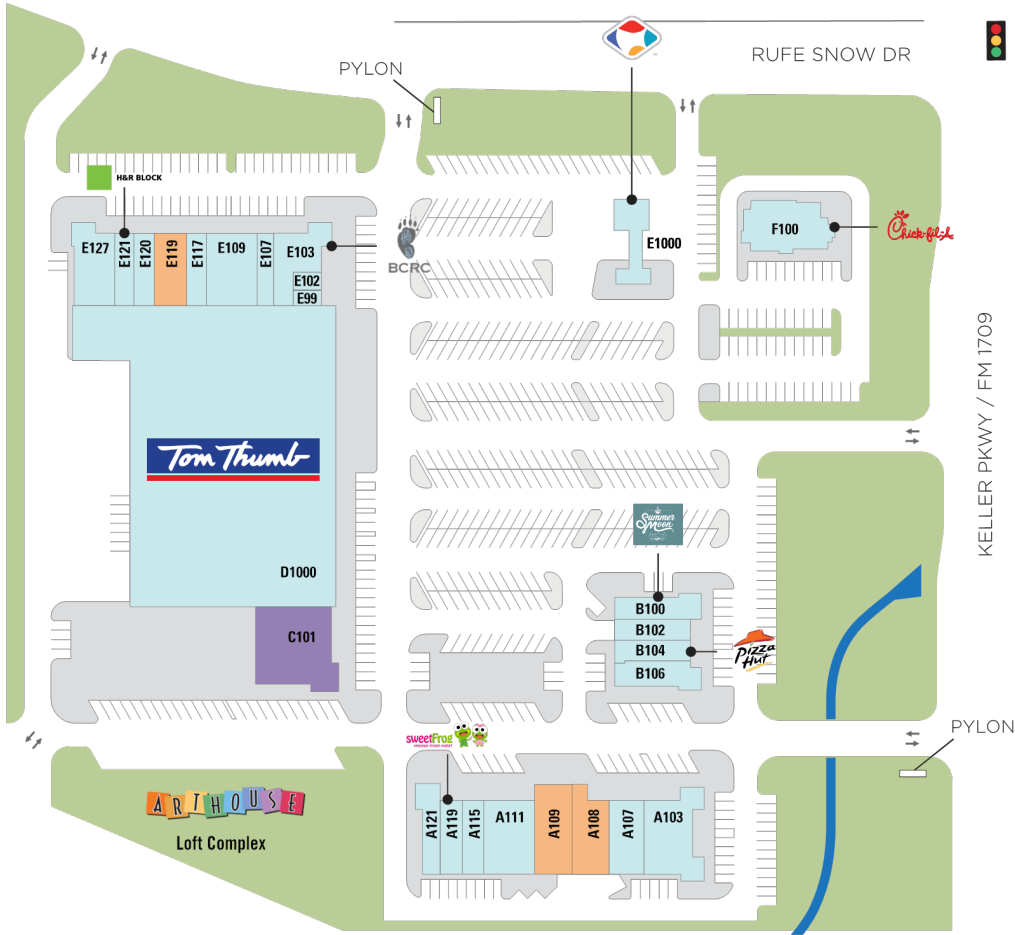 RUFE SNOW DR
PYLON
H&R BLOCK
E127
E121
E120
E119
E117
E109
E107
E103
E102
E99
BCRC
E1000
F100
Chick-fil-A
KELLER PKWY / FM 1709
Tom Thumb
D1000
C101
Summer
Moon
B100
B102
B104
B106
Pizza
Hut
PYLON
sweetFrog
ARTHOUSE
Loft Complex
A121
A119
A115
A111
A109
A108
A107
A103